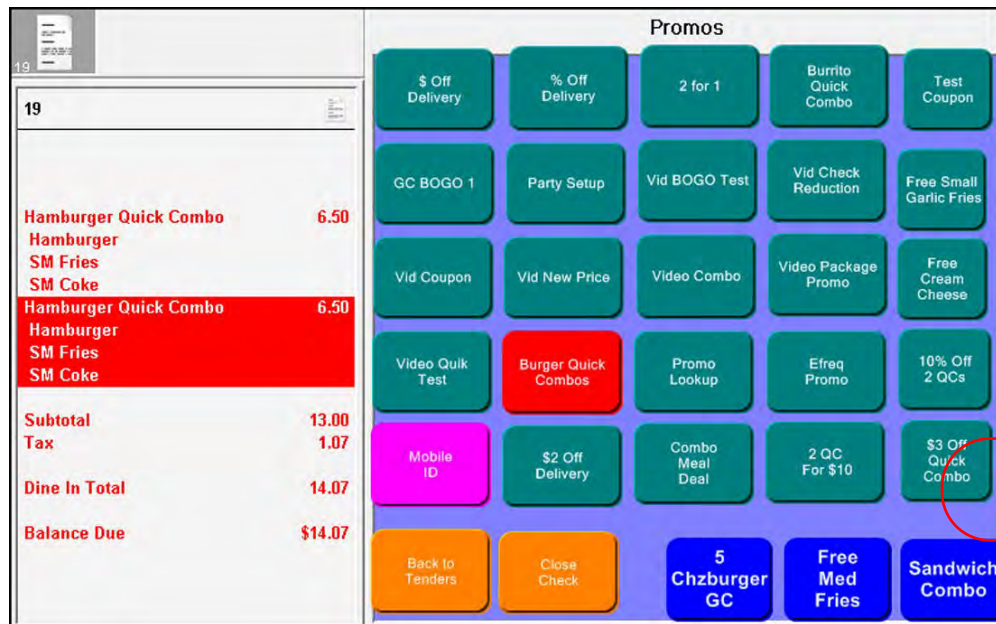 19
19
Hamburger Quick Combo 6.50
Hamburger
SM Fries
SM Coke
Hamburger Quick Combo 6.50
Hamburger
SM Fries
SM Coke
Subtotal 13.00
Tax 1.07
Dine In Total 14.07
Balance Due $14.07
Promos
$ Off
Delivery
% Off
Delivery
2 for 1
Burrito
Quick
Combo
Test
Coupon
GC BOGO 1
Party Setup
Vid BOGO Test
Vid Check
Reduction
Free Small
Garlic Fries
Vid Coupon
Vid New Price
Video Combo
Video Package
Promo
Free
Cream
Cheese
Video Quik
Test
Burger Quick
Combos
Promo
Lookup
Efreq
Promo
10% Off
2 QCs
Mobile
ID
$2 Off
Delivery
Combo
Meal
Deal
2 QC
For $10
$3 Off
Quick
Combo
Back to
Tenders
Close
Check
5
Chzburger
GC
Free
Med
Fries
Sandwich
Combo